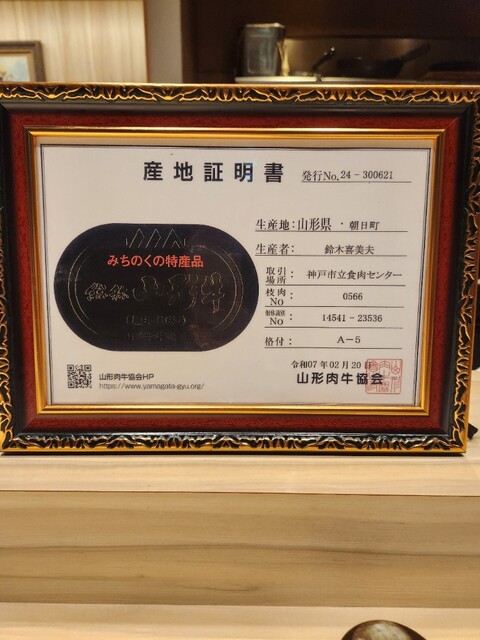 産地証明書
発行No. 24－300621
生産地：山形県・朝日町
みちのくの特産品
総称 山形牛
生産者： 鈴木喜美夫
取引場所： 神戸市立食肉センター
枝肉NO： 0566
個体識別NO： 14541－23536
格付： A－5
令和07年02月20日
山形肉牛協会
山形肉牛協会HP
https://www.yamagata-gyu.org/